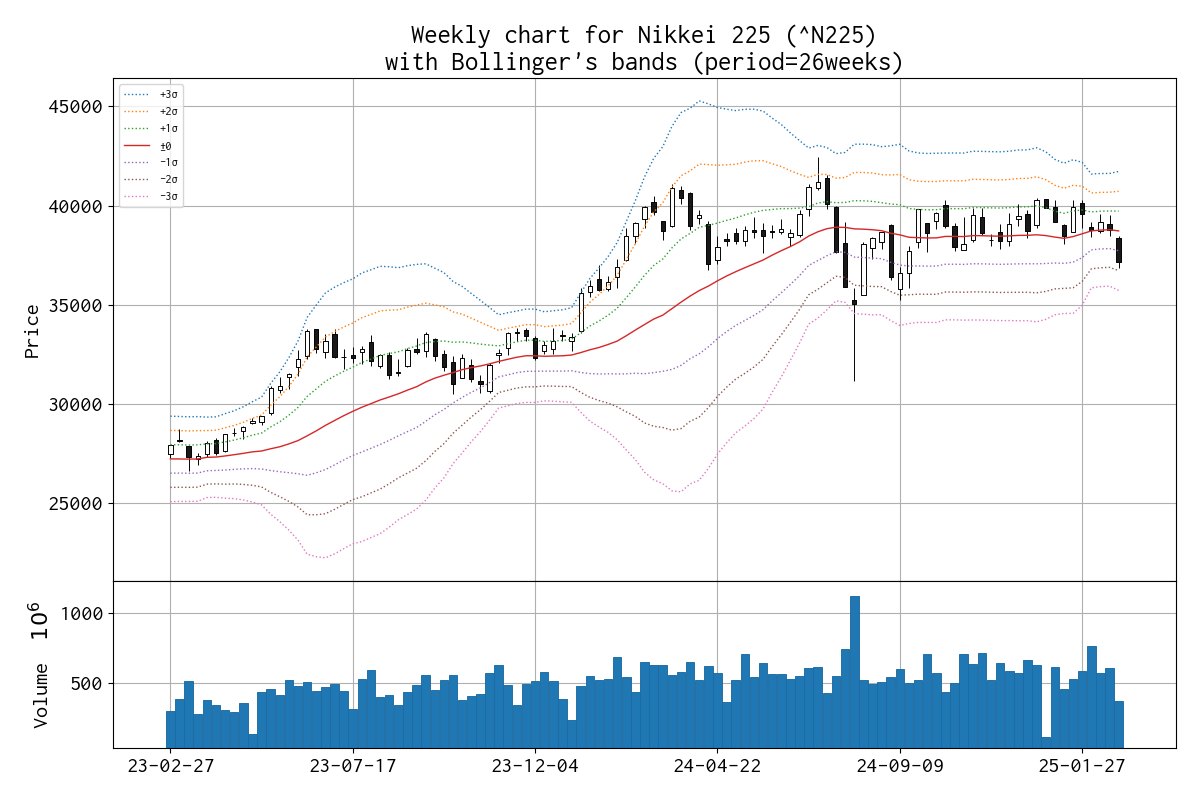 Weekly chart for Nikkei 225 (^N225)
with Bollinger's bands (period=26weeks)
45000
40000
35000
30000
25000
Price
+3σ
+2σ
+1σ
±0
−1σ
−2σ
−3σ
1000
500
Volume 10⁶
23-02-27
23-07-17
23-12-04
24-04-22
24-09-09
25-01-27